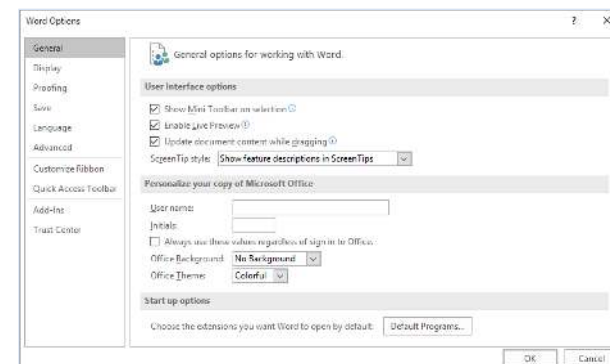 Word Options
?
General
Display
Proofing
Save
Language
Advanced
Customize Ribbon
Quick Access Toolbar
Add-Ins
Trust Center
General options for working with Word.
User Interface options
Show Mini Toolbar on selection
Enable Live Preview
Update document content while dragging
ScreenTip style: Show feature descriptions in ScreenTips
Personalize your copy of Microsoft Office
User name:
Initials:
Always use these values regardless of sign in to Office.
Office Background: No Background
Office Theme: Colorful
Start up options
Choose the extensions you want Word to open by default: Default Programs...
OK Cancel